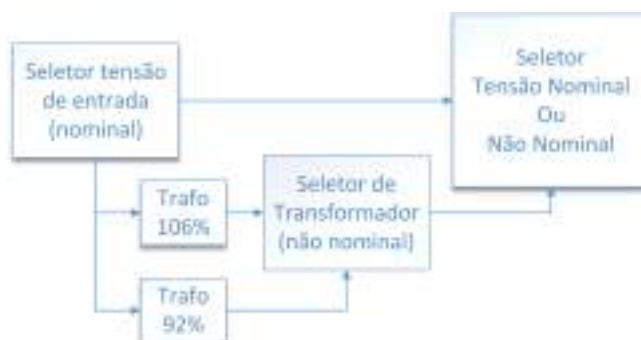 Seletor tensão
de entrada
(nominal)
Seletor
Tensão Nominal
Ou
Não Nominal
Trafo
106%
Seletor de
Transformador
(não nominal)
Trafo
92%